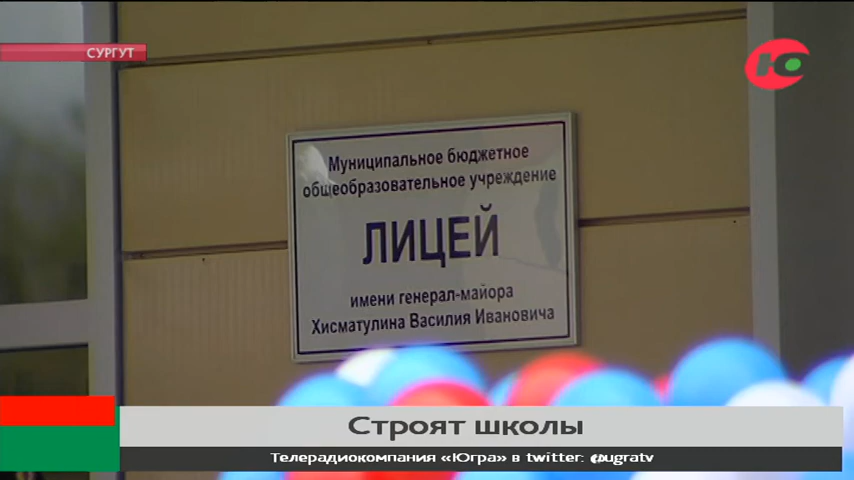 СУРГУТ
Ю
Муниципальное бюджетное
общеобразовательное учреждение
ЛИЦЕЙ
имени генерал-майора
Хисматулина Василия Ивановича
Строят школы
Телерадиокомпания «Югра» в twitter: @ugratv